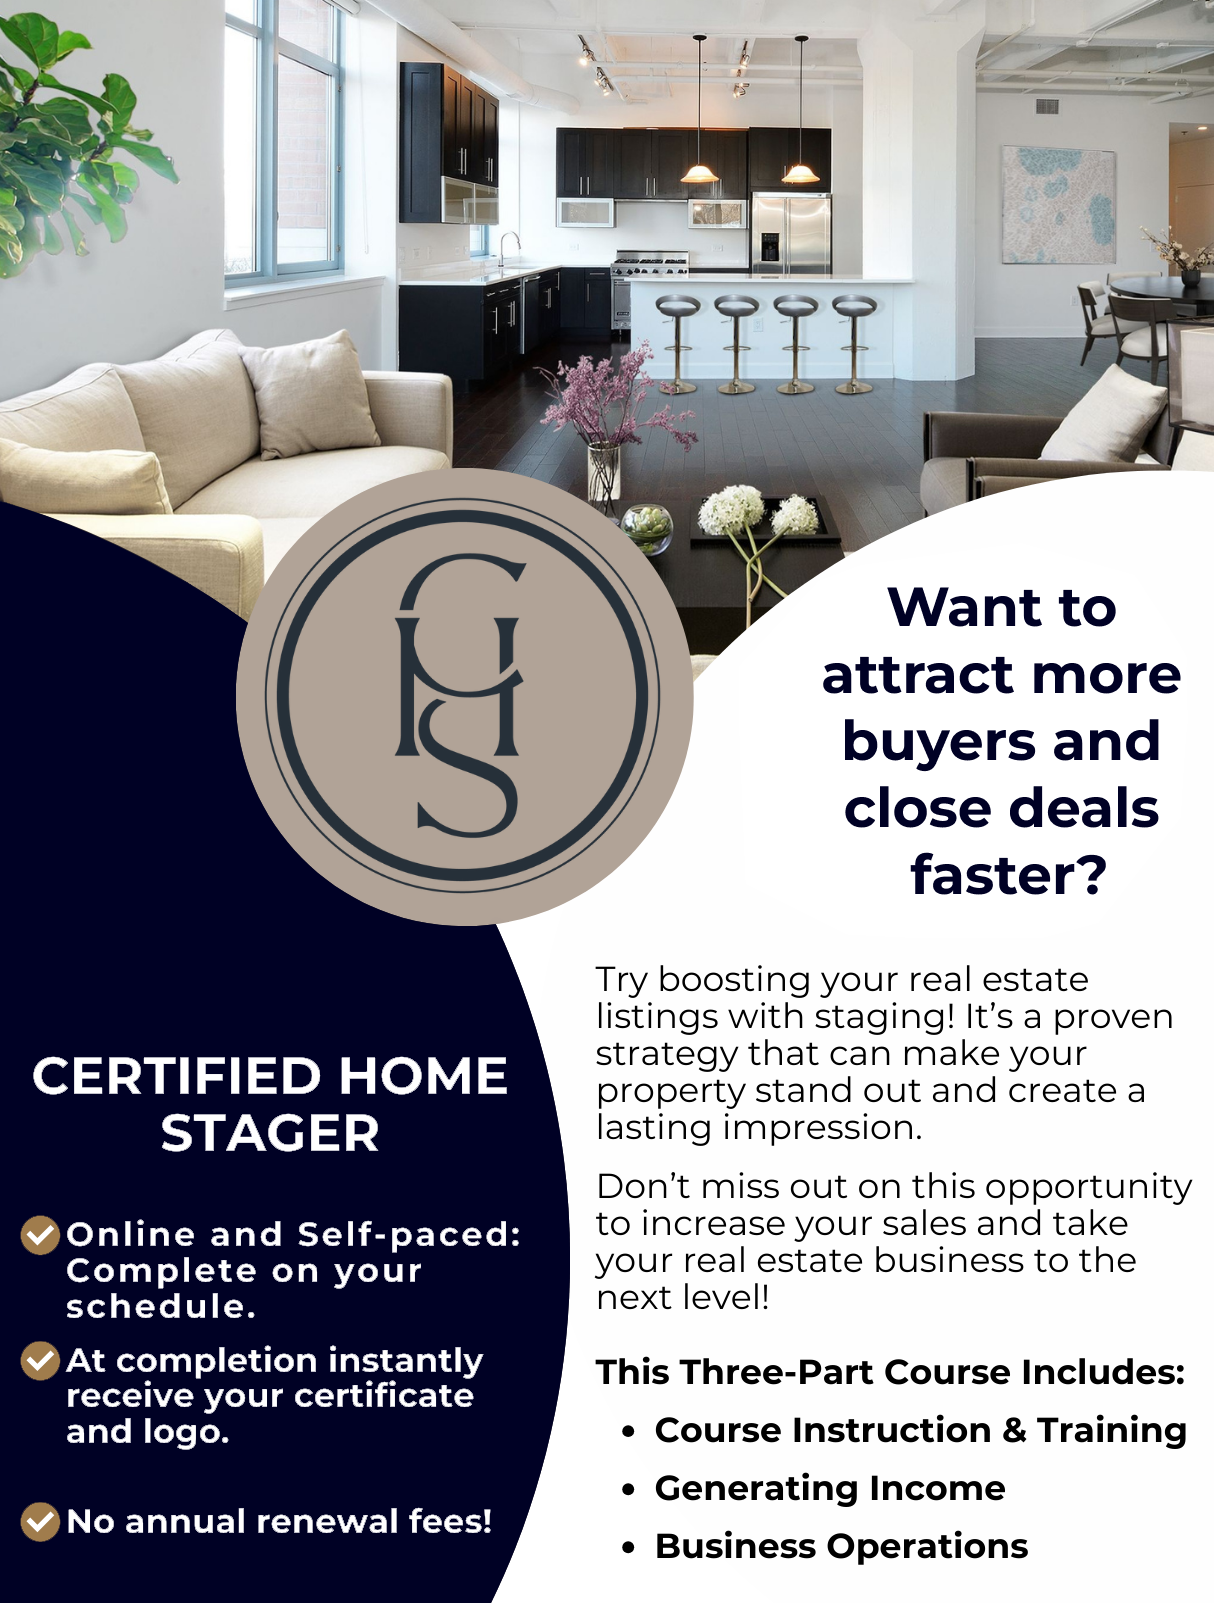 CHS
Want to
attract more
buyers and
close deals
faster?
CERTIFIED HOME
STAGER
Online and Self-paced:
Complete on your
schedule.
At completion instantly
receive your certificate
and logo.
No annual renewal fees!
Try boosting your real estate
listings with staging! It’s a proven
strategy that can make your
property stand out and create a
lasting impression.
Don’t miss out on this opportunity
to increase your sales and take
your real estate business to the
next level!
This Three-Part Course Includes:
• Course Instruction & Training
• Generating Income
• Business Operations